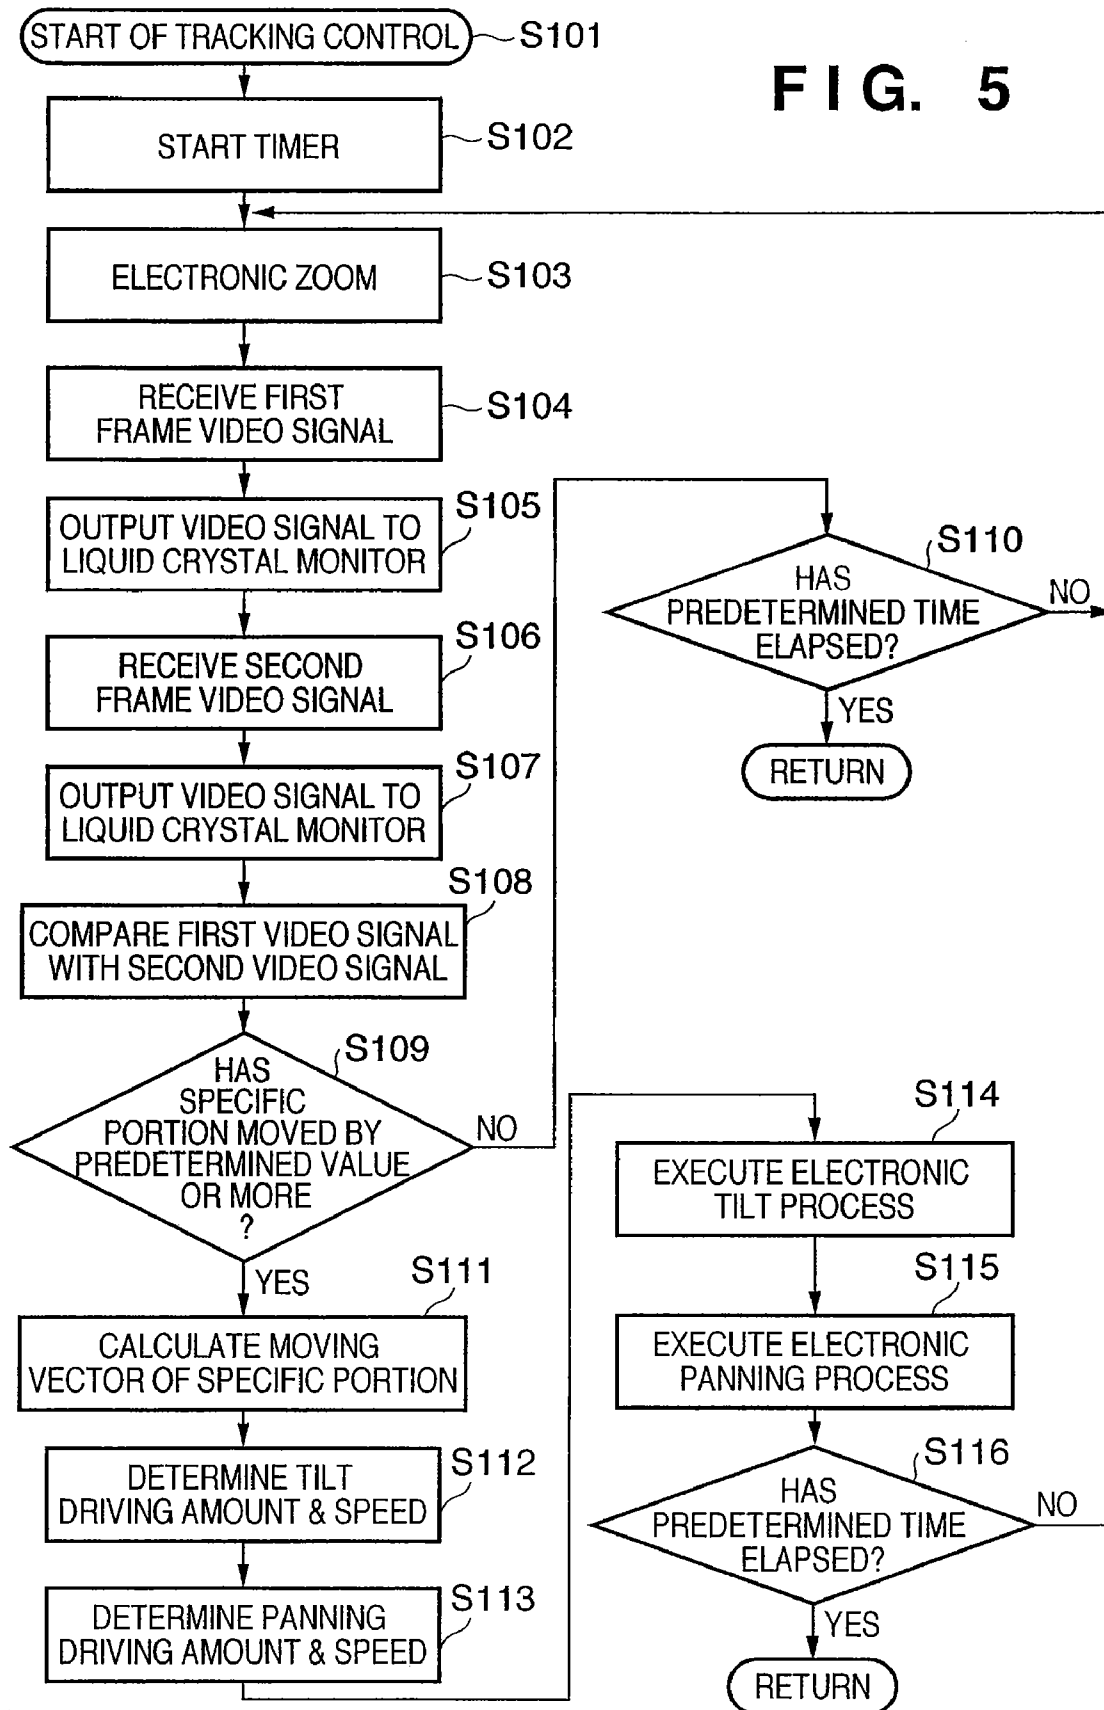 START OF TRACKING CONTROL
S101
FIG. 5
START TIMER
S102
ELECTRONIC ZOOM
S103
RECEIVE FIRST
FRAME VIDEO SIGNAL
S104
OUTPUT VIDEO SIGNAL TO
LIQUID CRYSTAL MONITOR
S105
RECEIVE SECOND
FRAME VIDEO SIGNAL
S106
OUTPUT VIDEO SIGNAL TO
LIQUID CRYSTAL MONITOR
S107
COMPARE FIRST VIDEO SIGNAL
WITH SECOND VIDEO SIGNAL
S108
HAS
SPECIFIC
PORTION MOVED BY
PREDETERMINED VALUE
OR MORE
?
S109
NO
YES
S110
HAS
PREDETERMINED TIME
ELAPSED?
NO
YES
RETURN
CALCULATE MOVING
VECTOR OF SPECIFIC PORTION
S111
DETERMINE TILT
DRIVING AMOUNT & SPEED
S112
DETERMINE PANNING
DRIVING AMOUNT & SPEED
S113
S114
EXECUTE ELECTRONIC
TILT PROCESS
S115
EXECUTE ELECTRONIC
PANNING PROCESS
S116
HAS
PREDETERMINED TIME
ELAPSED?
NO
YES
RETURN